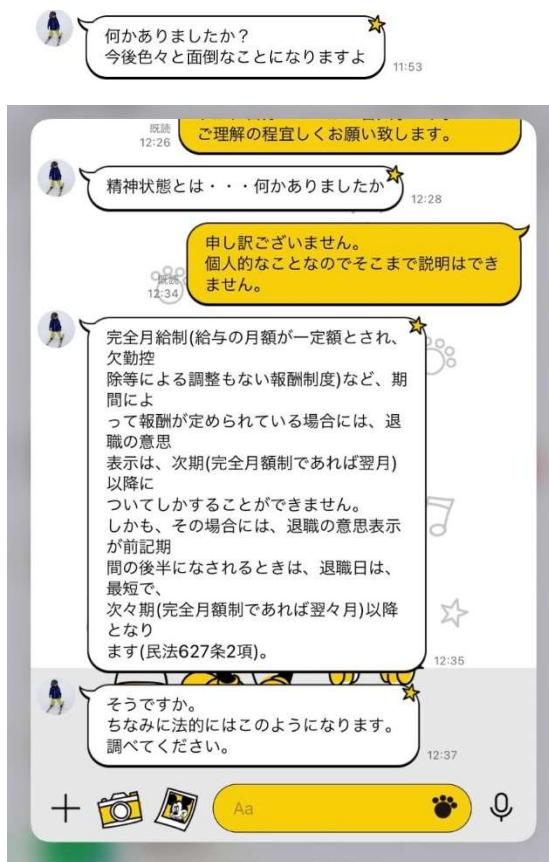 何かありましたか？
今後色々と面倒なことになりますよ
11:53
既読
12:26
ご理解の程宜しくお願い致します。
精神状態とは・・・何かありましたか
12:28
申し訳ございません。
個人的なことなのでそこまで説明はでき
ません。
既読
12:34
完全月給制(給与の月額が一定額とされ、
欠勤控
除等による調整もない報酬制度)など、期
間によ
って報酬が定められている場合には、退
職の意思
表示は、次期(完全月額制であれば翌月)
以降に
ついてしかすることができません。
しかも、その場合には、退職の意思表示
が前記期
間の後半になされるときは、退職日は、
最短で、
次々期(完全月額制であれば翌々月)以降
となり
ます(民法627条2項)。
12:35
そうですか。
ちなみに法的にはこのようになります。
調べてください。
12:37
Aa